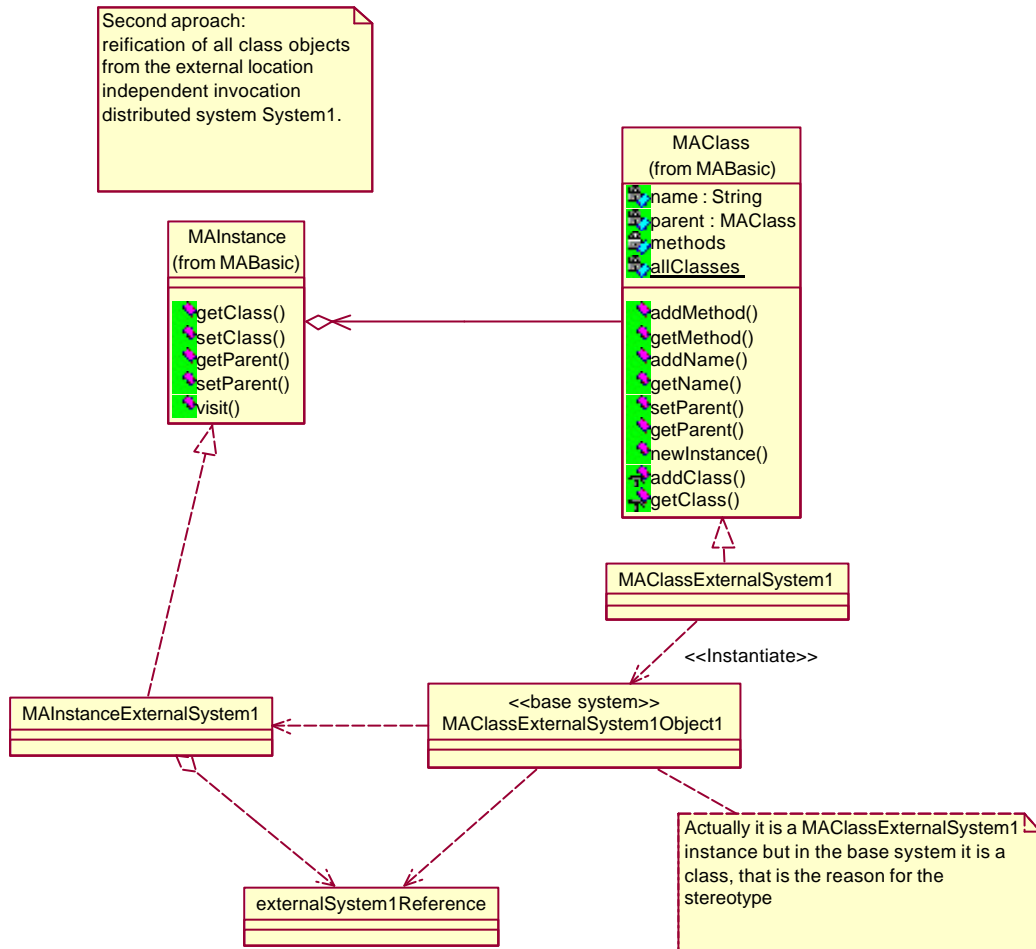 Second aproach:
reification of all class objects
from the external location
independent invocation
distributed system System1.
MAClass
(from MABasic)
name : String
parent : MAClass
methods
allClasses
addMethod()
getMethod()
addName()
getName()
setParent()
getParent()
newInstance()
addClass()
getClass()
MAInstance
(from MABasic)
getClass()
setClass()
getParent()
setParent()
visit()
MAClassExternalSystem1
<<Instantiate>>
MAInstanceExternalSystem1
<<base system>>
MAClassExternalSystem1Object1
Actually it is a MAClassExternalSystem1
instance but in the base system it is a
class, that is the reason for the
stereotype
externalSystem1Reference